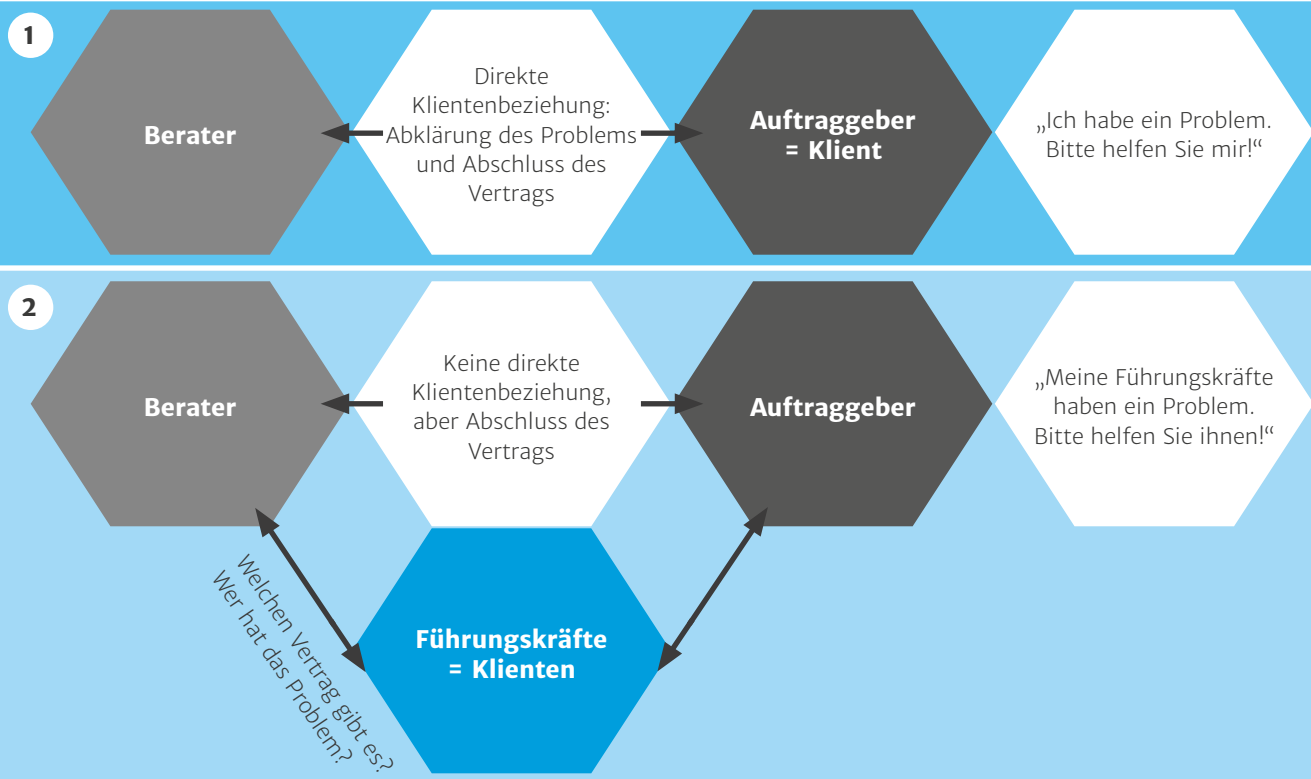 1
Berater
Direkte
Klientenbeziehung:
Abklärung des Problems
und Abschluss des
Vertrags
Auftraggeber
= Klient
„Ich habe ein Problem.
Bitte helfen Sie mir!“
2
Berater
Keine direkte
Klientenbeziehung,
aber Abschluss des
Vertrags
Auftraggeber
„Meine Führungskräfte
haben ein Problem.
Bitte helfen Sie ihnen!“
Welchen Vertrag gibt es?
Wer hat das Problem?
Führungskräfte
= Klienten